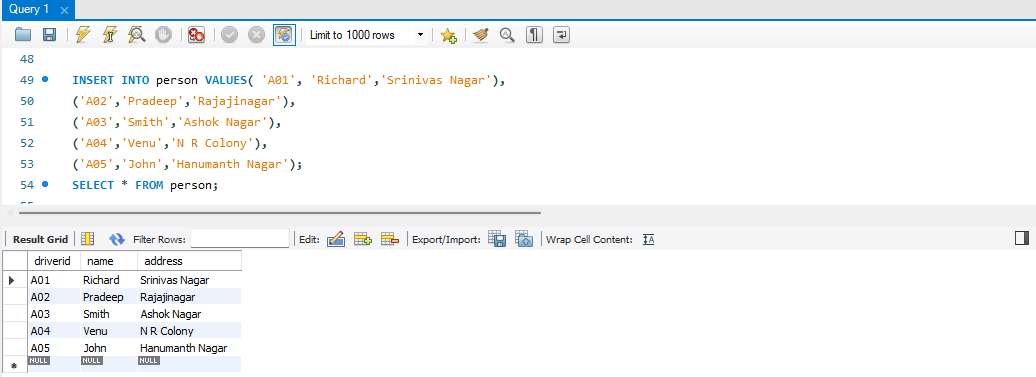 Query 1
Limit to 1000 rows
48
49 INSERT INTO person VALUES( 'A01', 'Richard','Srinivas Nagar'),
50 ('A02','Pradeep','Rajajinagar'),
51 ('A03','Smith','Ashok Nagar'),
52 ('A04','Venu','N R Colony'),
53 ('A05','John','Hanumanth Nagar');
54 SELECT * FROM person;
Result Grid Filter Rows: Edit: Export/Import: Wrap Cell Content: IA
driverid name address
A01 Richard Srinivas Nagar
A02 Pradeep Rajajinagar
A03 Smith Ashok Nagar
A04 Venu N R Colony
A05 John Hanumanth Nagar
NULL NULL NULL